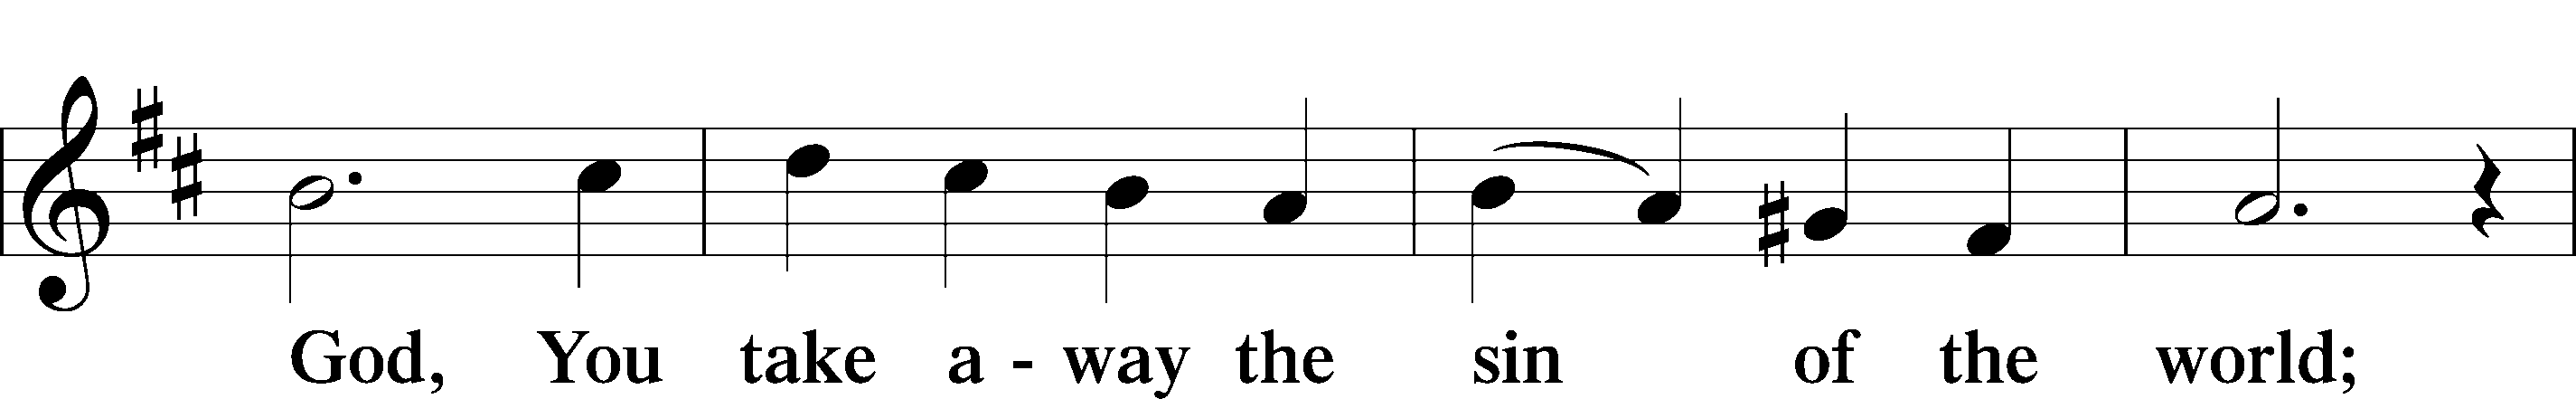 God, You take a - way the sin of the world;